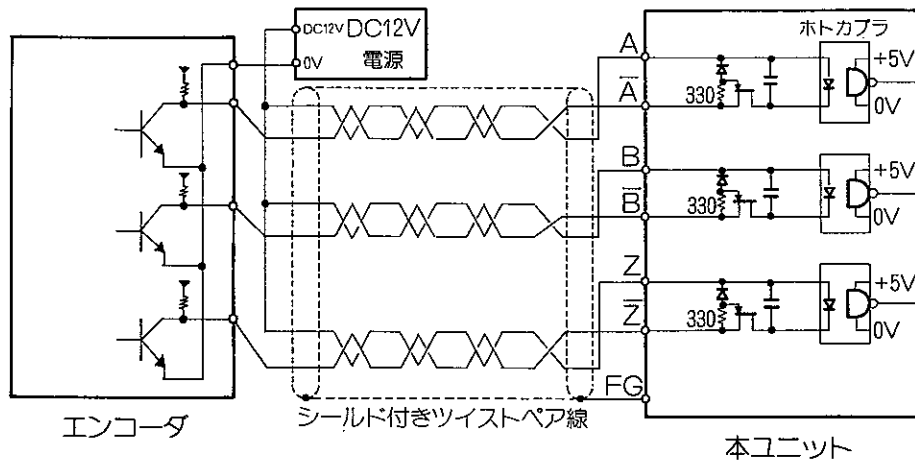 DC12V DC12V
0V 電源
ホトカプラ
A
+5V
A̅
330
0V
B
+5V
B̅
330
0V
Z
+5V
Z̅
330
0V
FG
エンコーダ
シールド付きツイストペア線
本ユニット